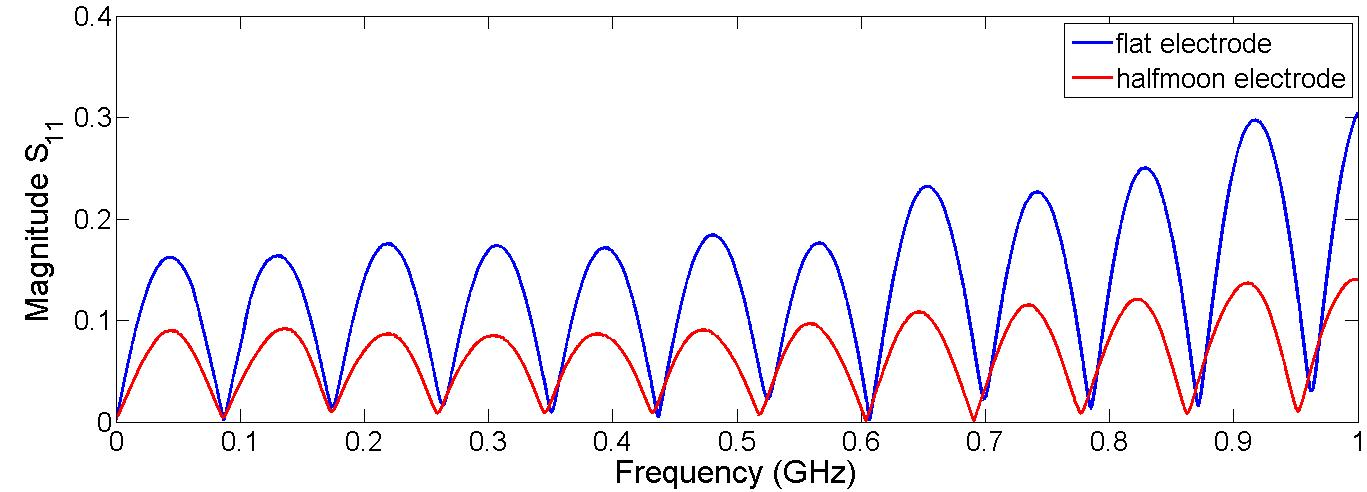 0.4
0.3
0.2
0.1
0
Magnitude S11
flat electrode
halfmoon electrode
0 0.1 0.2 0.3 0.4 0.5 0.6 0.7 0.8 0.9 1
Frequency (GHz)